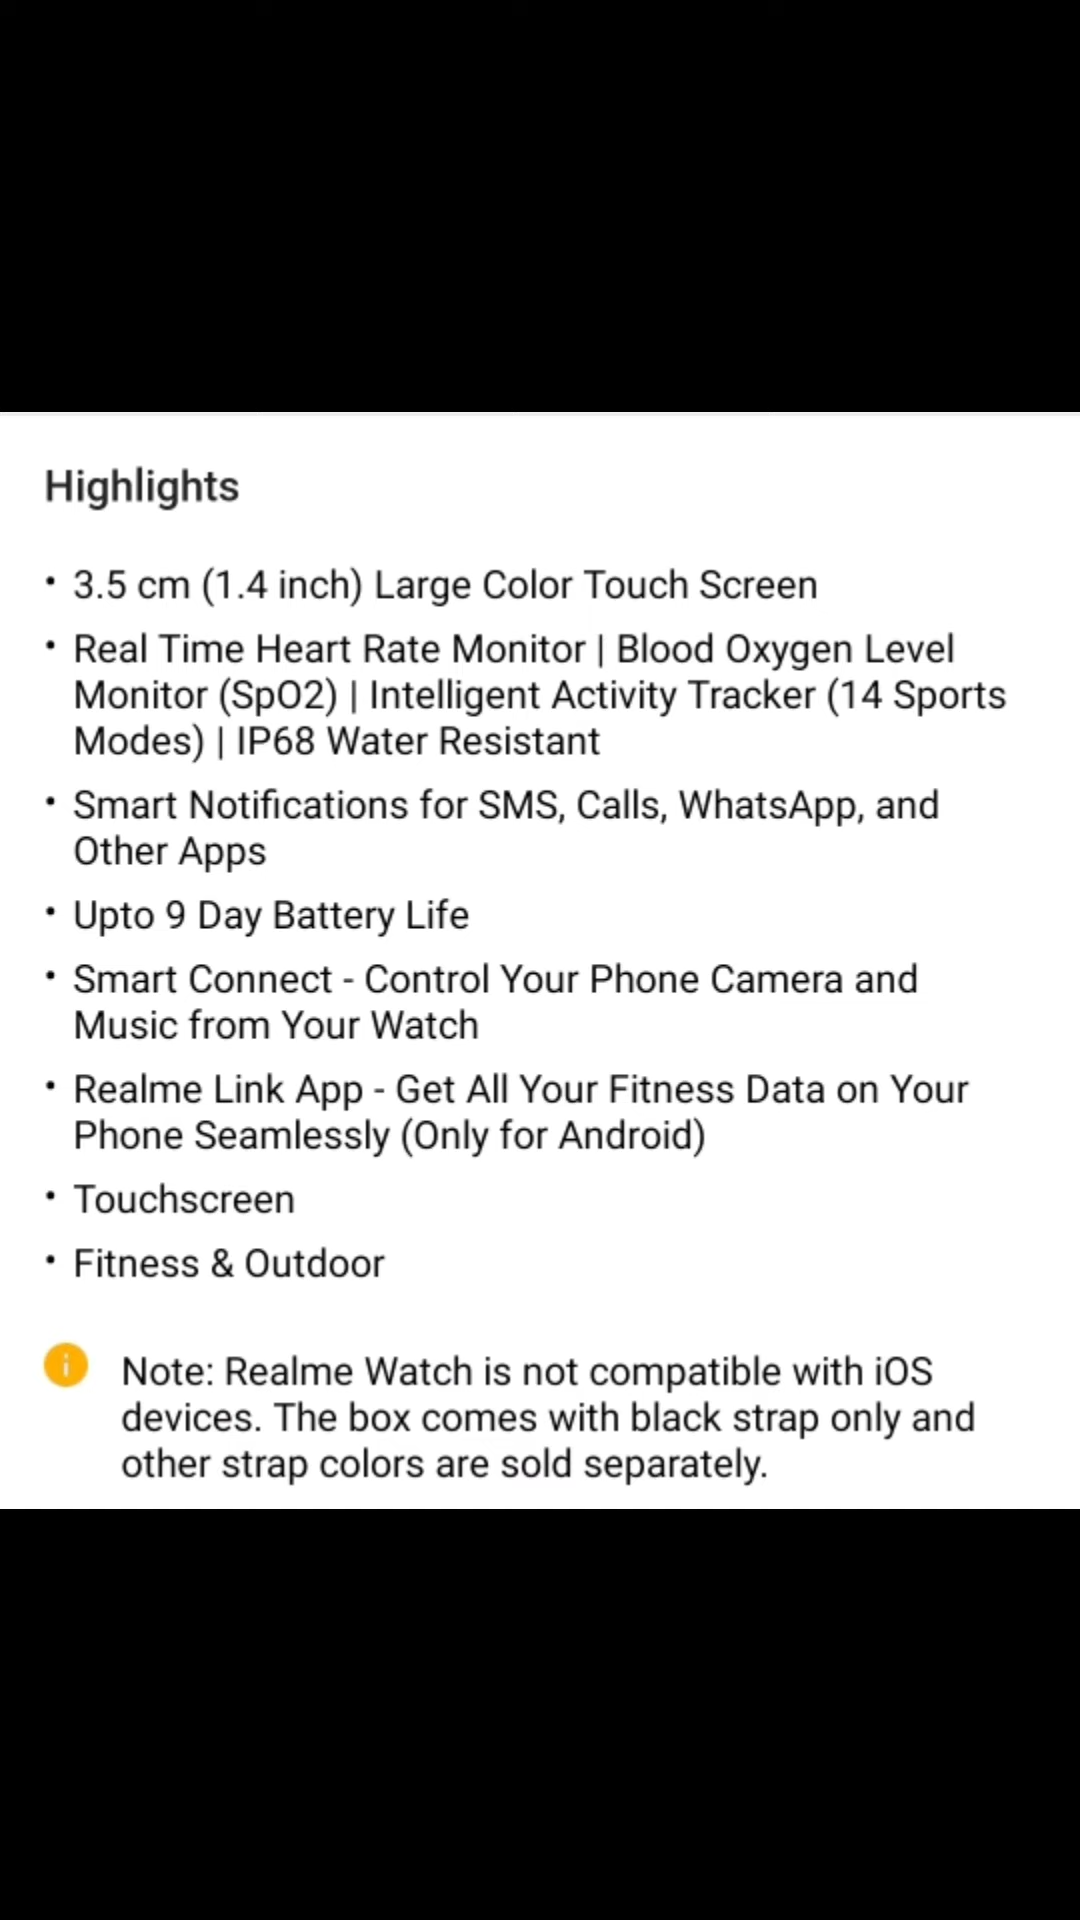 Highlights
• 3.5 cm (1.4 inch) Large Color Touch Screen
• Real Time Heart Rate Monitor | Blood Oxygen Level
Monitor (SpO2) | Intelligent Activity Tracker (14 Sports
Modes) | IP68 Water Resistant
• Smart Notifications for SMS, Calls, WhatsApp, and
Other Apps
• Upto 9 Day Battery Life
• Smart Connect - Control Your Phone Camera and
Music from Your Watch
• Realme Link App - Get All Your Fitness Data on Your
Phone Seamlessly (Only for Android)
• Touchscreen
• Fitness & Outdoor
i Note: Realme Watch is not compatible with iOS
devices. The box comes with black strap only and
other strap colors are sold separately.